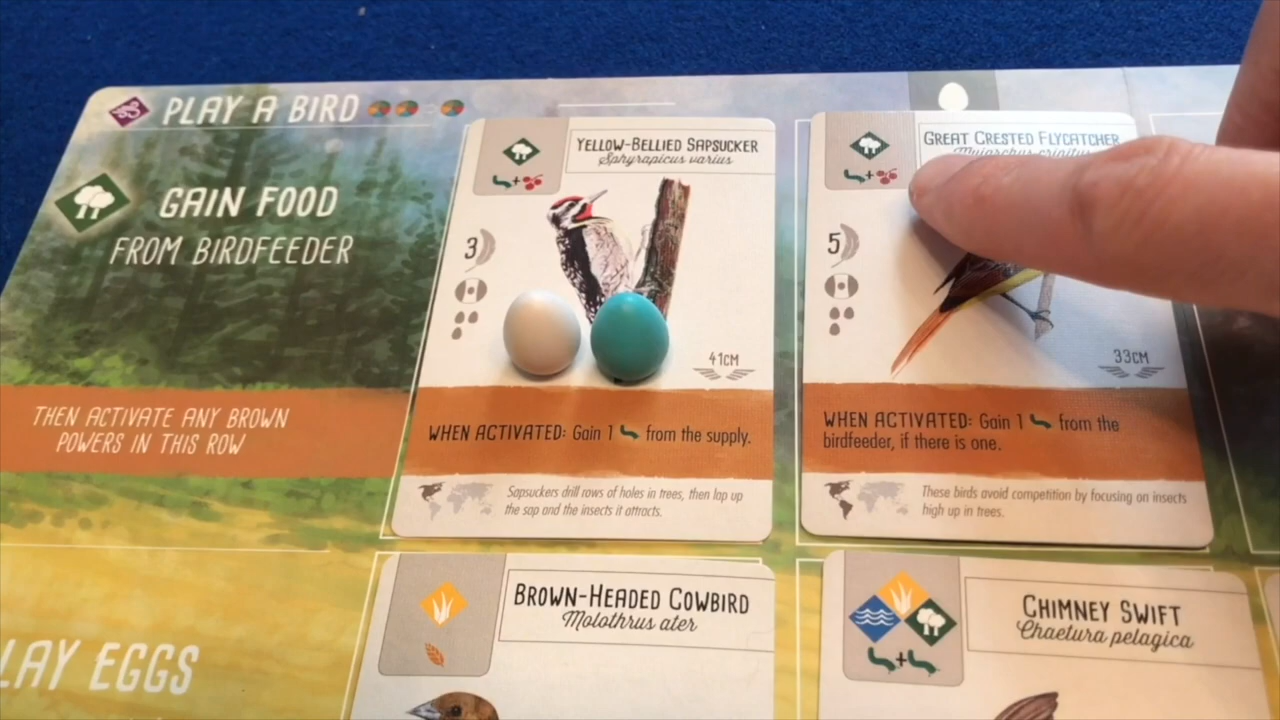 PLAY A BIRD
GAIN FOOD
FROM BIRDFEEDER
THEN ACTIVATE ANY BROWN
POWERS IN THIS ROW
YELLOW-BELLIED SAPSUCKER
Sphyrapicus varius
3
41CM
WHEN ACTIVATED: Gain 1 from the supply.
Sapsuckers drill rows of holes in trees, then lap up
the sap and the insects it attracts.
GREAT CRESTED FLYCATCHER
Myiarchus crinitus
5
33CM
WHEN ACTIVATED: Gain 1 from the
birdfeeder, if there is one.
These birds avoid competition by focusing on insects
high up in trees.
LAY EGGS
BROWN-HEADED COWBIRD
Molothrus ater
CHIMNEY SWIFT
Chaetura pelagica